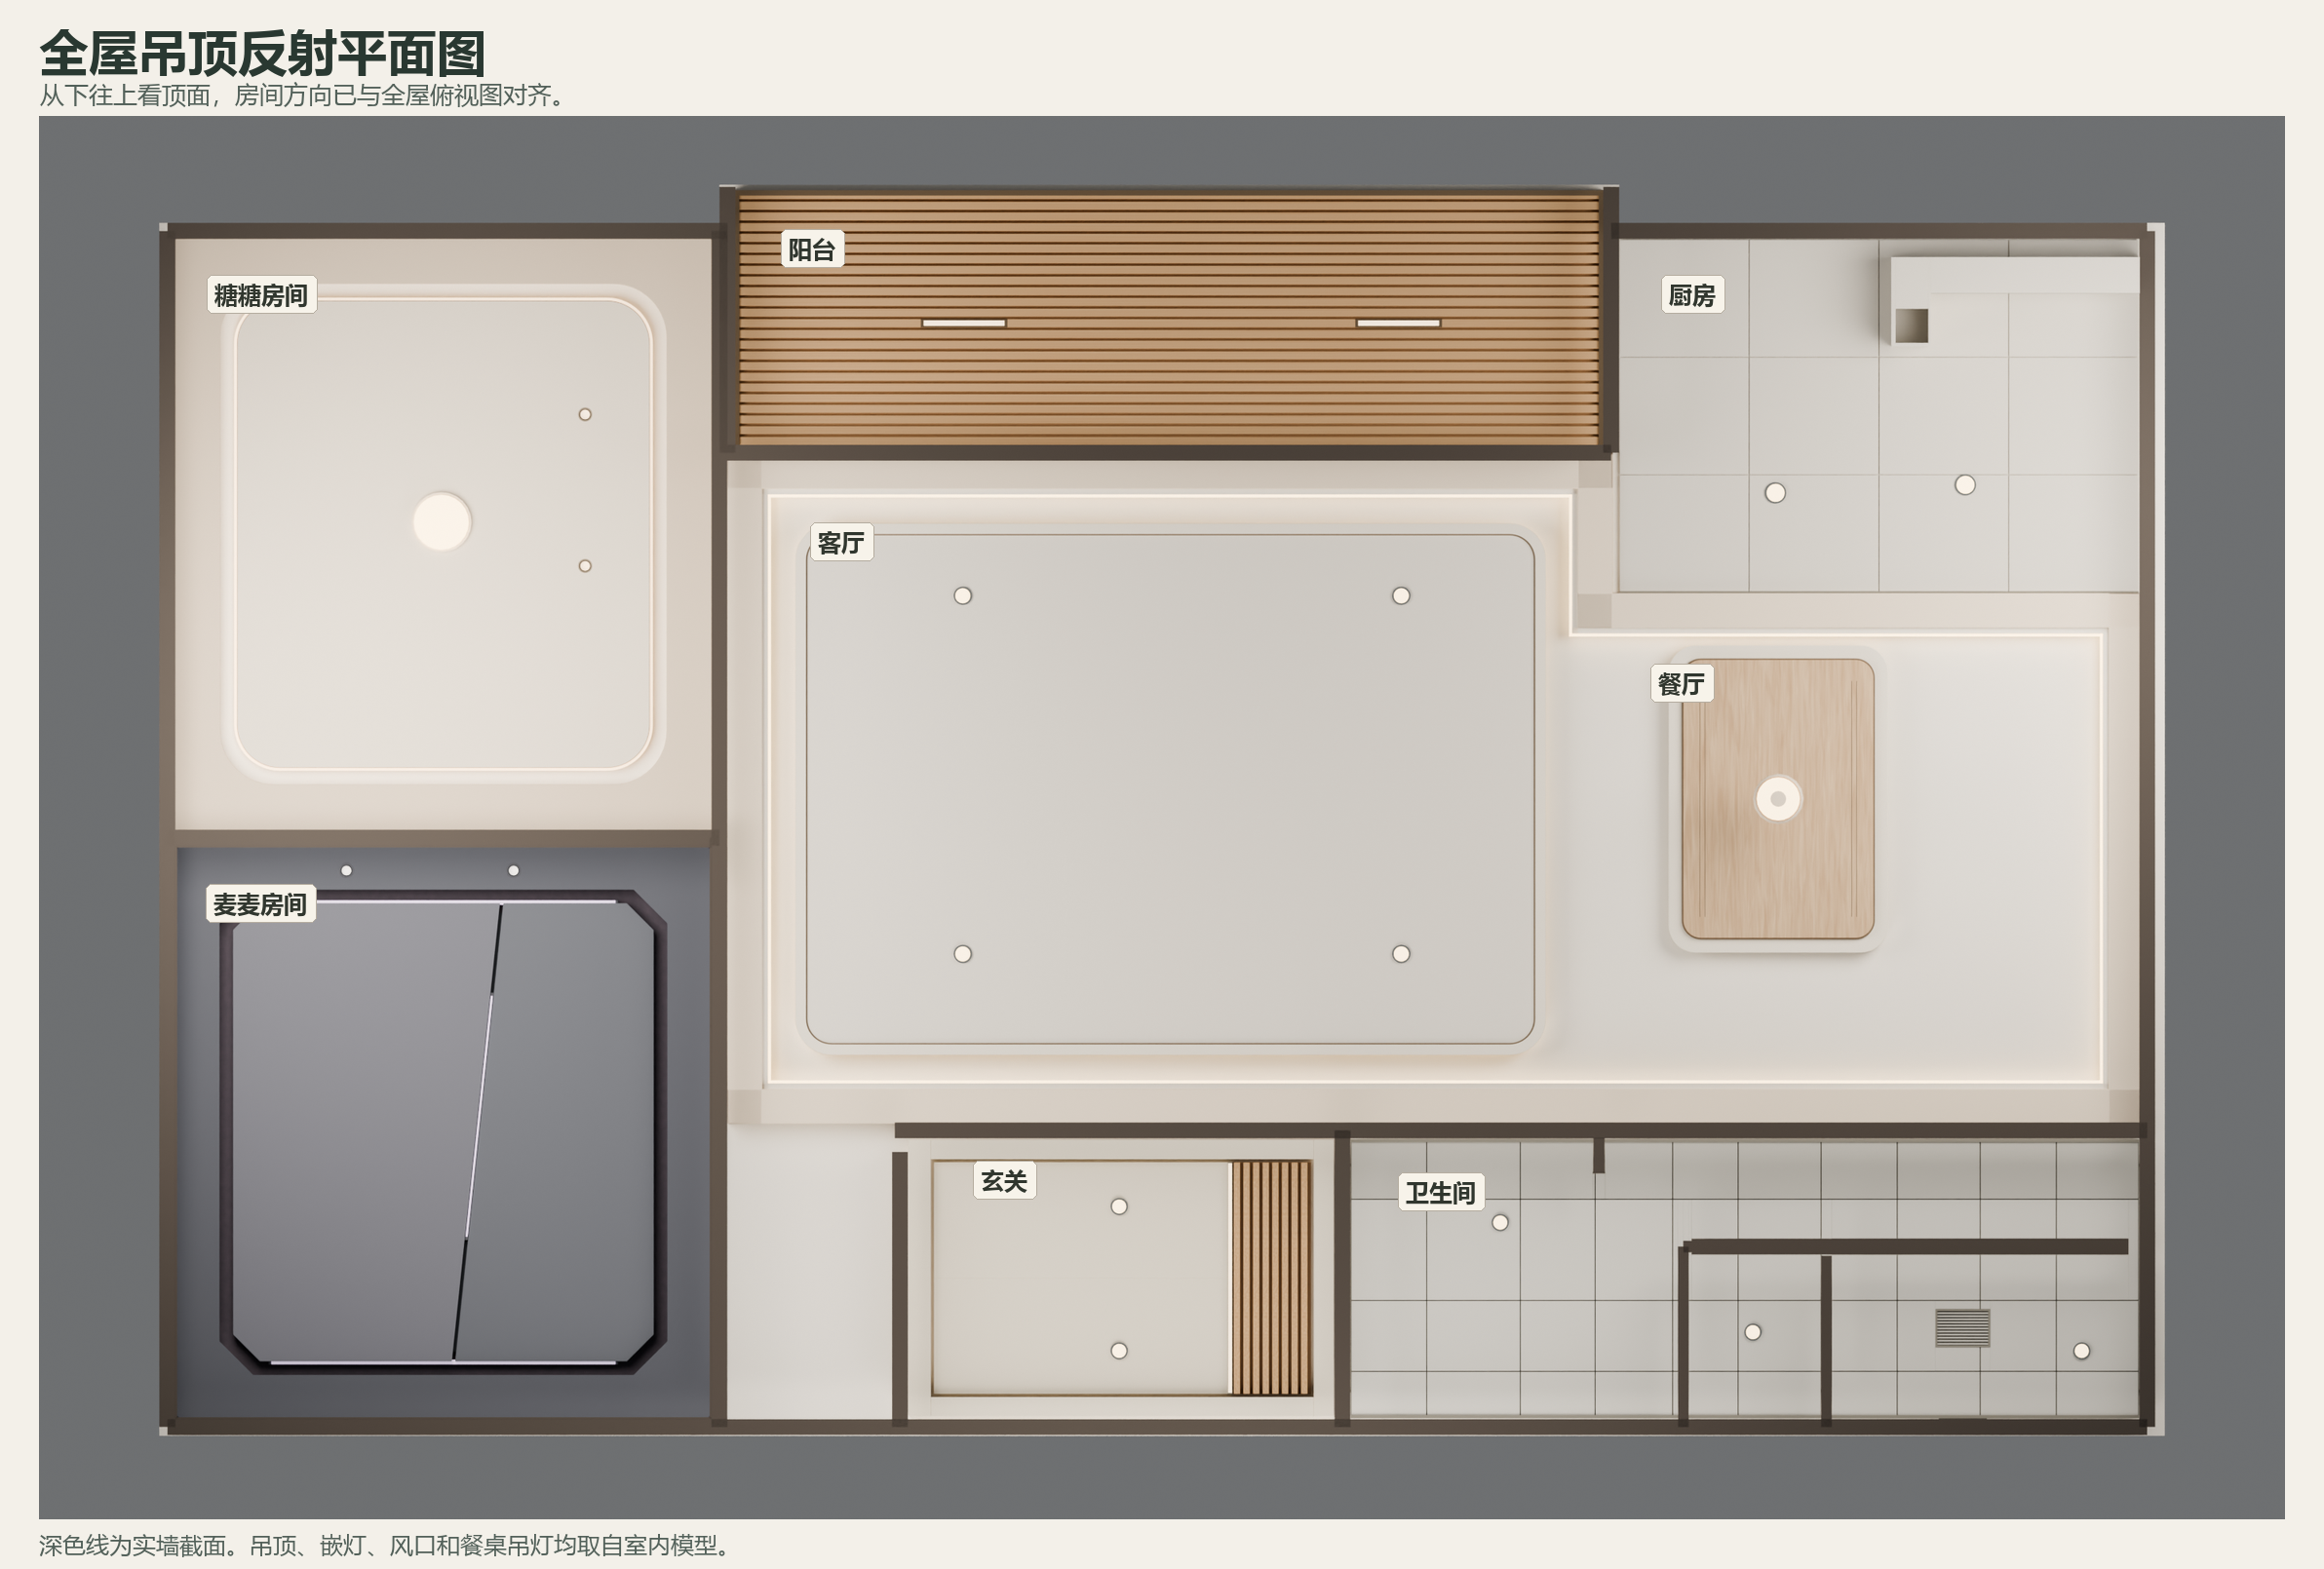 全屋吊顶反射平面图
从下往上看顶面，房间方向已与全屋俯视图对齐。
阳台
糖糖房间
厨房
客厅
餐厅
麦麦房间
玄关
卫生间
深色线为实墙截面。吊顶、嵌灯、风口和餐桌吊灯均取自室内模型。